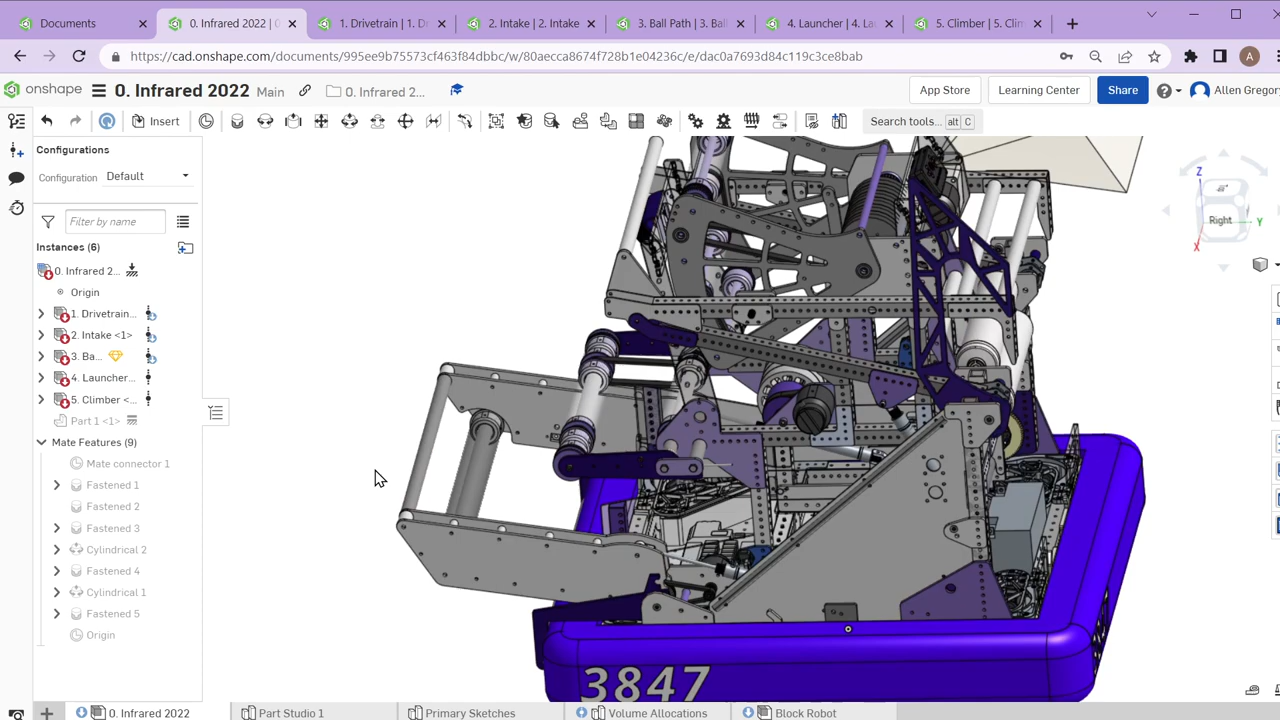 Documents
0. Infrared 2022 | 0
1. Drivetrain | 1. D
2. Intake | 2. Intake
3. Ball Path | 3. Bal
4. Launcher | 4. Lau
5. Climber | 5. Clim
https://cad.onshape.com/documents/995ee9b75573cf463f84dbbc/w/80aecca8674f728b1e04236c/e/dac0a7693d84c119c3ce8bab
A
onshape
0. Infrared 2022 Main
0. Infrared 2...
App Store
Learning Center
Share
Allen Gregory
Insert
Search tools... alt C
Configurations
Configuration Default
Filter by name
Instances (6)
0. Infrared 2...
Origin
1. Drivetrain...
2. Intake <1>
3. Ba...
4. Launcher...
5. Climber <...
Part 1 <1>
Mate Features (9)
Mate connector 1
Fastened 1
Fastened 2
Fastened 3
Cylindrical 2
Fastened 4
Cylindrical 1
Fastened 5
Origin
Z
Right
Y
X
3847
0. Infrared 2022
Part Studio 1
Primary Sketches
Volume Allocations
Block Robot